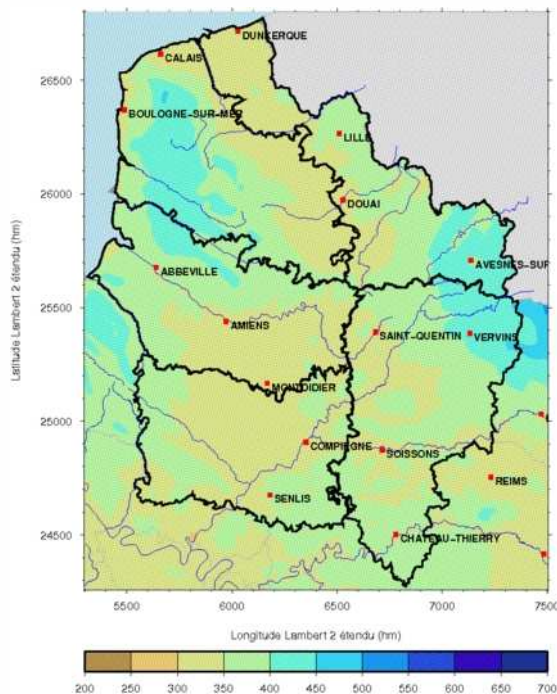 DUNKERQUE
CALAIS
26500
BOULOGNE-SUR-MER
LILLE
26000
DOUAI
AVESNES-SUR
ABBEVILLE
25500
AMIENS
SAINT-QUENTIN
VERVINS
MONTDIDIER
25000
COMPIEGNE
SOISSONS
REIMS
SENLIS
24500
CHATEAU-THIERRY
Latitude Lambert 2 étendu (hm)
5500 6000 6500 7000 7500
Longitude Lambert 2 étendu (hm)
200 250 300 350 400 450 500 550 600 650 700